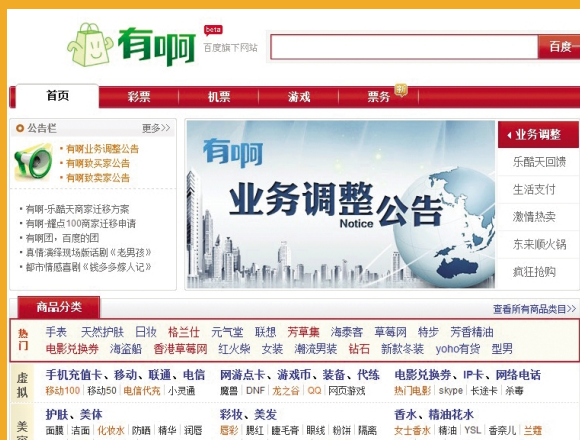 有啊 beta 百度旗下网站 百度一
首页 彩票 机票 游戏 票务 新
公告栏 更多>>
有啊业务调整公告
有啊致买家公告
有啊致卖家公告
有啊-乐酷天商家迁移方案
有啊-耀点100商家迁移申请
有啊团，百度的团
真情演绎现场版话剧《老男孩》
都市情感喜剧《钱多多嫁人记》
有啊
业务调整公告
Notice
业务调整
乐酷天回馈
生活支付
激情热卖
东来顺火锅
疯狂抢购
商品分类 查看所有商品类目>>
热门
手表 天然护肤 日妆 格兰仕 元气堂 联想 芳草集 海泰客 草莓网 特步 芳香精油
电影兑换券 海盗船 香港草莓网 红火柴 女装 潮流男装 钻石 新款冬装 yoho有货 型男
虚拟
手机充值卡、移动、联通、电信 网游点卡、游戏币、装备、代练 电影兑换券、IP卡、网络电话
移动100 移动50 电信代充 小灵通 魔兽 DNF 龙之谷 QQ 网页游戏 热门电影 skype 长途卡 杀毒
美容
护肤、美体 彩妆、美发 香水、精油花水
面膜 洁面 化妆水 防晒 精华 润唇 唇彩 腮红 睫毛膏 眼线 粉饼 隔离 女士香水 精油 YSL 香奈儿 兰蔻